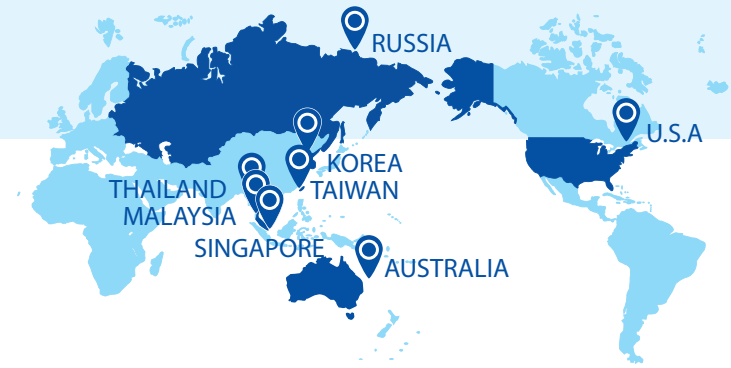 RUSSIA
U.S.A
KOREA
THAILAND
TAIWAN
MALAYSIA
SINGAPORE
AUSTRALIA